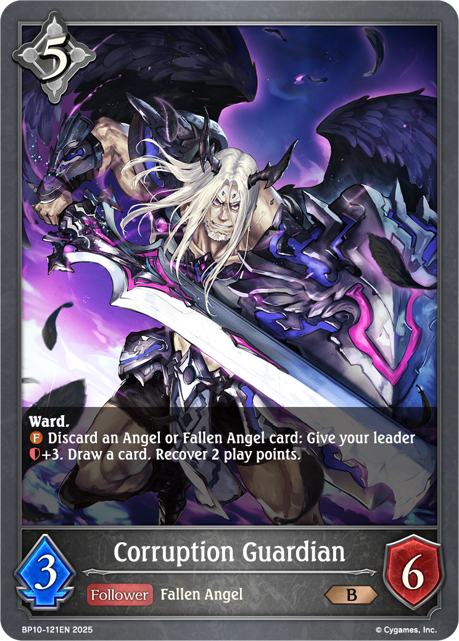 5
Ward.
F Discard an Angel or Fallen Angel card: Give your leader
+3. Draw a card. Recover 2 play points.
Corruption Guardian
3
Follower Fallen Angel
B
6
BP10-121EN 2025
© Cygames, Inc.